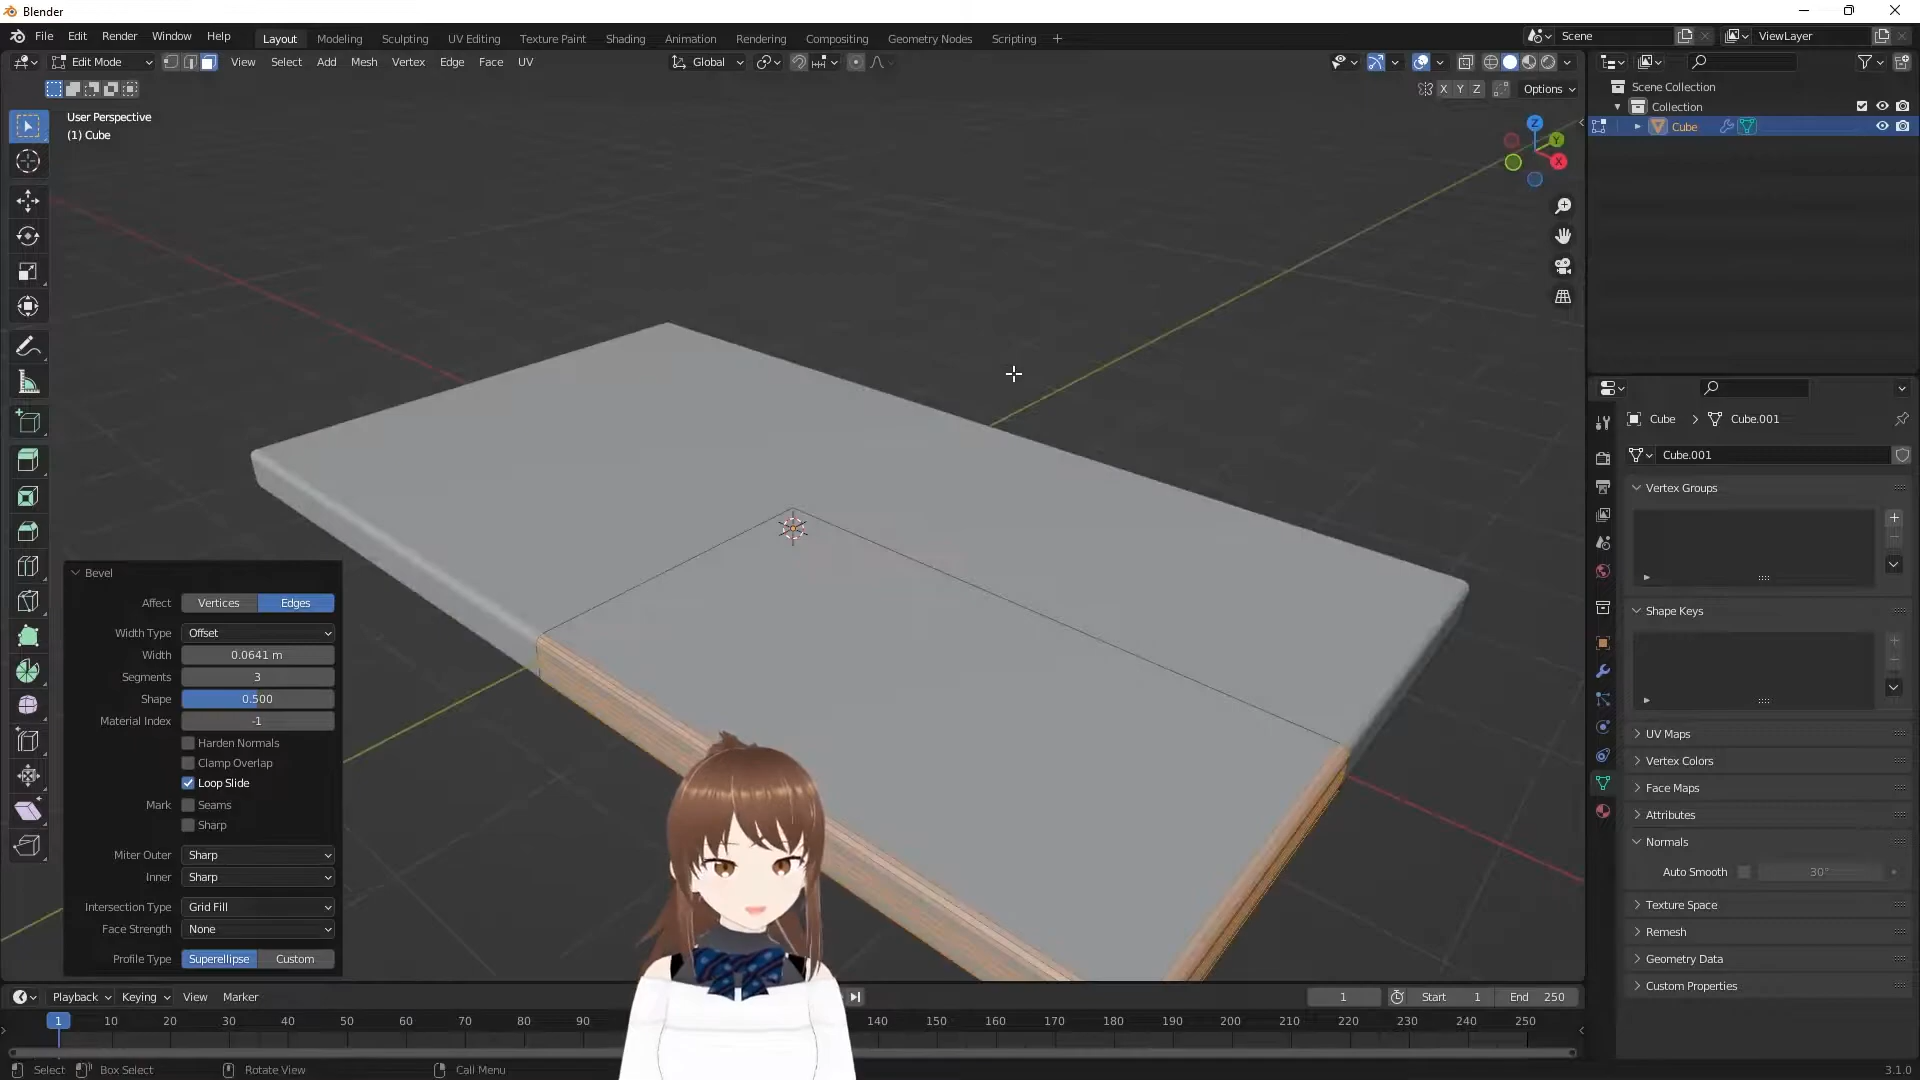 Blender
File Edit Render Window Help
Layout Modeling Sculpting UV Editing Texture Paint Shading Animation Rendering Compositing Geometry Nodes Scripting +
Scene
ViewLayer
Edit Mode View Select Add Mesh Vertex Edge Face UV
Global
X Y Z Options
User Perspective
(1) Cube
Z
Y
X
Scene Collection
Collection
Cube
Cube > Cube.001
Cube.001
Vertex Groups
Shape Keys
UV Maps
Vertex Colors
Face Maps
Attributes
Normals
Auto Smooth 30°
Texture Space
Remesh
Geometry Data
Custom Properties
Bevel
Affect Vertices Edges
Width Type Offset
Width 0.0641 m
Segments 3
Shape 0.500
Material Index -1
Harden Normals
Clamp Overlap
Loop Slide
Mark Seams
Sharp
Miter Outer Sharp
Inner Sharp
Intersection Type Grid Fill
Face Strength None
Profile Type Superellipse Custom
Playback Keying View Marker
1 Start 1 End 250
1 10 20 30 40 50 60 70 80 90 140 150 160 170 180 190 200 210 220 230 240 250
Select Box Select Rotate View Call Menu
3.1.0